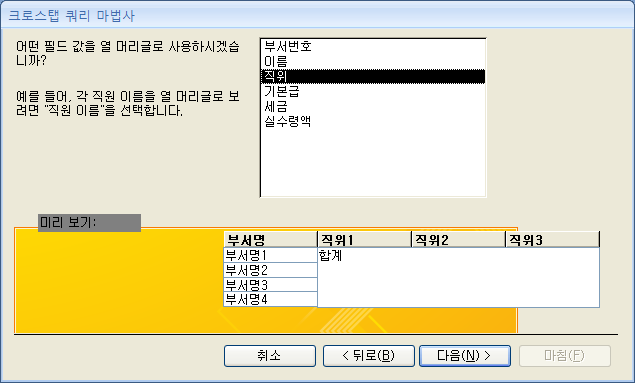 크로스탭 쿼리 마법사
어떤 필드 값을 열 머리글로 사용하시겠습
니까?
예를 들어, 각 직원 이름을 열 머리글로 보
려면 "직원 이름"을 선택합니다.
부서번호
이름
직위
기본급
세금
실수령액
미리 보기:
부서명 직위1 직위2 직위3
부서명1 합계
부서명2
부서명3
부서명4
취소 < 뒤로(B) 다음(N) > 마침(F)